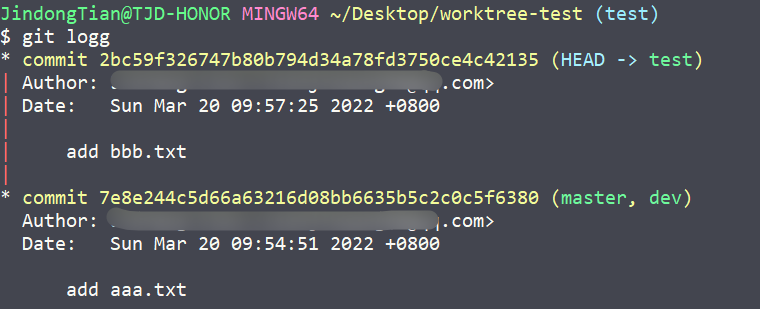 JindongTian@TJD-HONOR MINGW64 ~/Desktop/worktree-test (test)
$ git logg
* commit 2bc59f326747b80b794d34a78fd3750ce4c42135 (HEAD -> test)
| Author: qq.com>
| Date:   Sun Mar 20 09:57:25 2022 +0800
|
|     add bbb.txt
|
* commit 7e8e244c5d66a63216d08bb6635b5c2c0c5f6380 (master, dev)
  Author: .com>
  Date:   Sun Mar 20 09:54:51 2022 +0800
      add aaa.txt